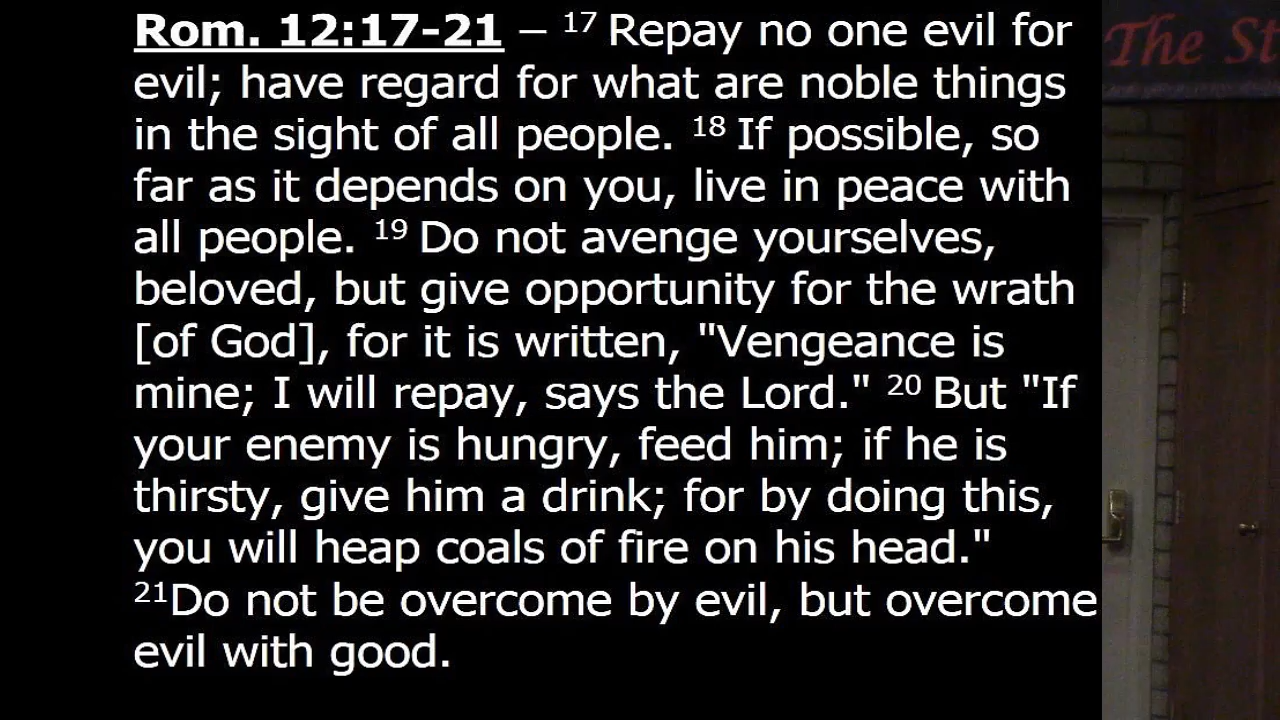 Rom. 12:17-21 – 17 Repay no one evil for
evil; have regard for what are noble things
in the sight of all people. 18 If possible, so
far as it depends on you, live in peace with
all people. 19 Do not avenge yourselves,
beloved, but give opportunity for the wrath
[of God], for it is written, "Vengeance is
mine; I will repay, says the Lord." 20 But "If
your enemy is hungry, feed him; if he is
thirsty, give him a drink; for by doing this,
you will heap coals of fire on his head."
21Do not be overcome by evil, but overcome
evil with good.
The St